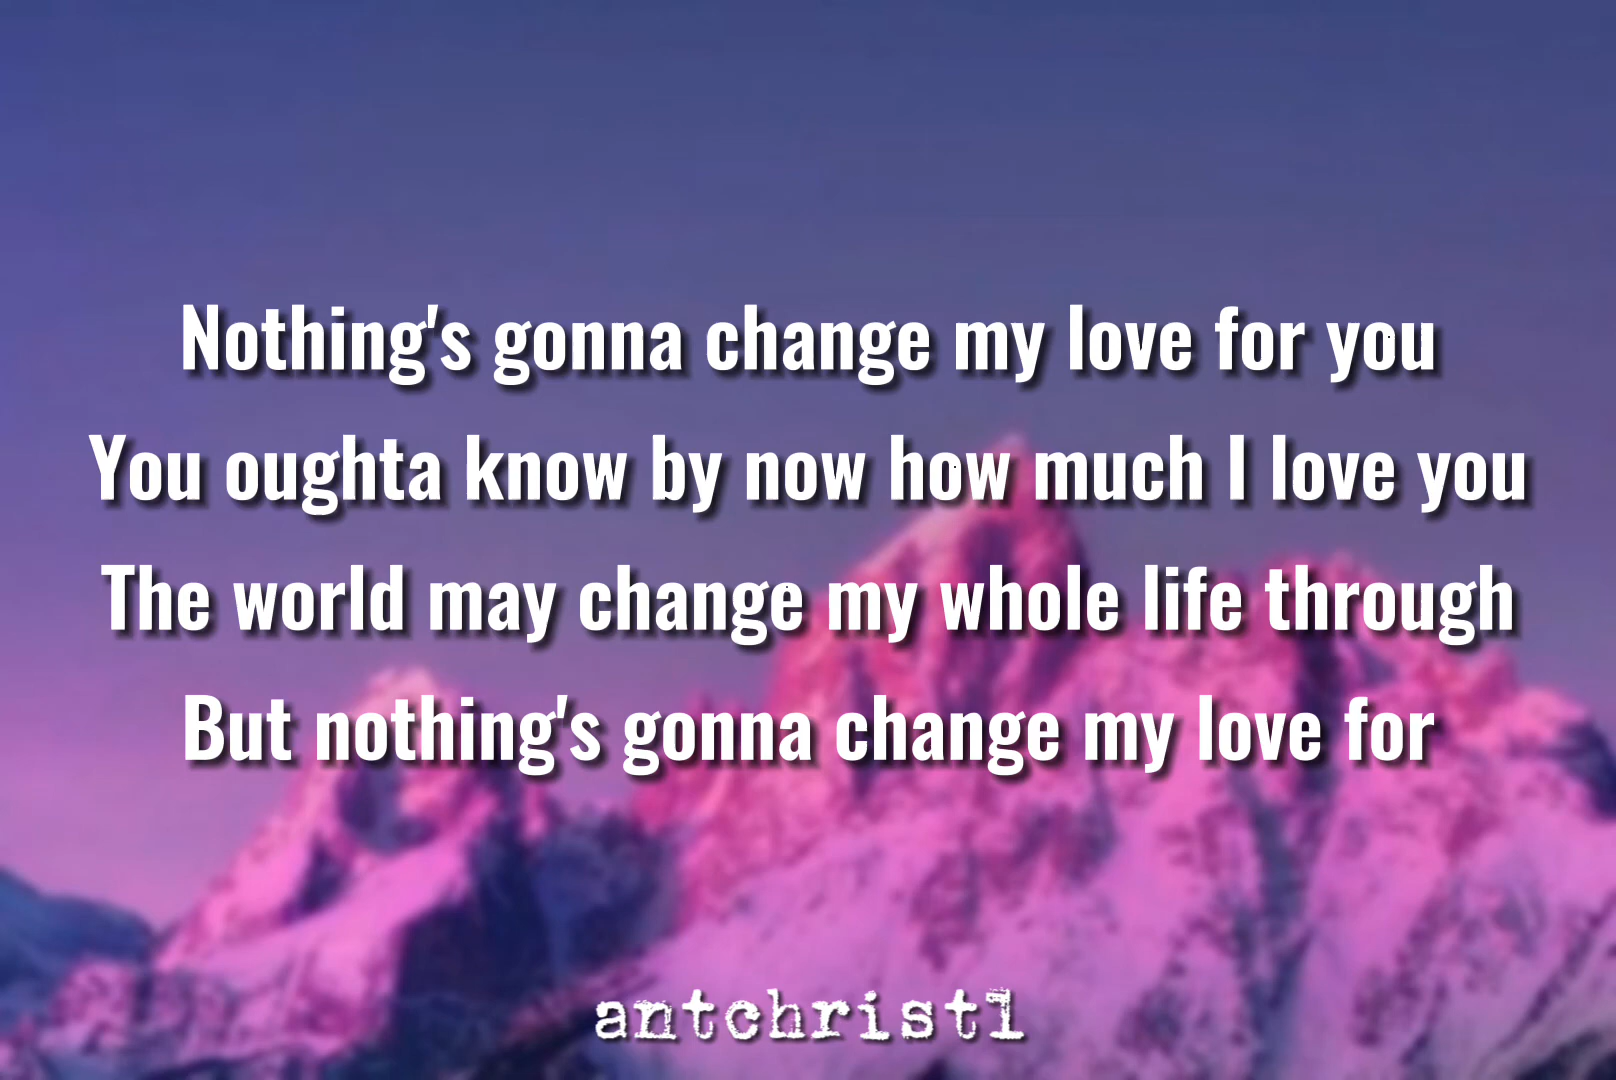 Nothing's gonna change my love for you
You oughta know by now how much I love you
The world may change my whole life through
But nothing's gonna change my love for
antchrist1